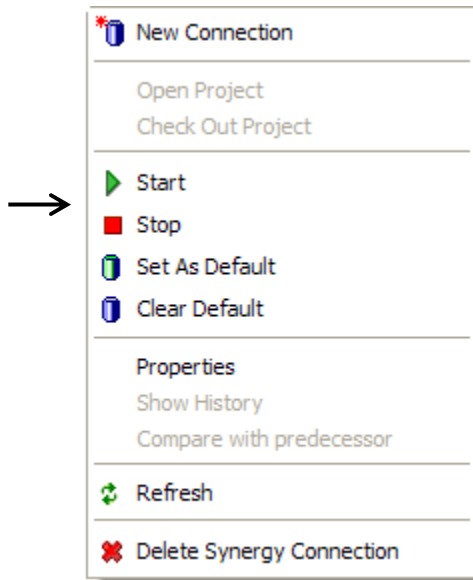 New Connection
Open Project
Check Out Project
Start
Stop
Set As Default
Clear Default
Properties
Show History
Compare with predecessor
Refresh
Delete Synergy Connection